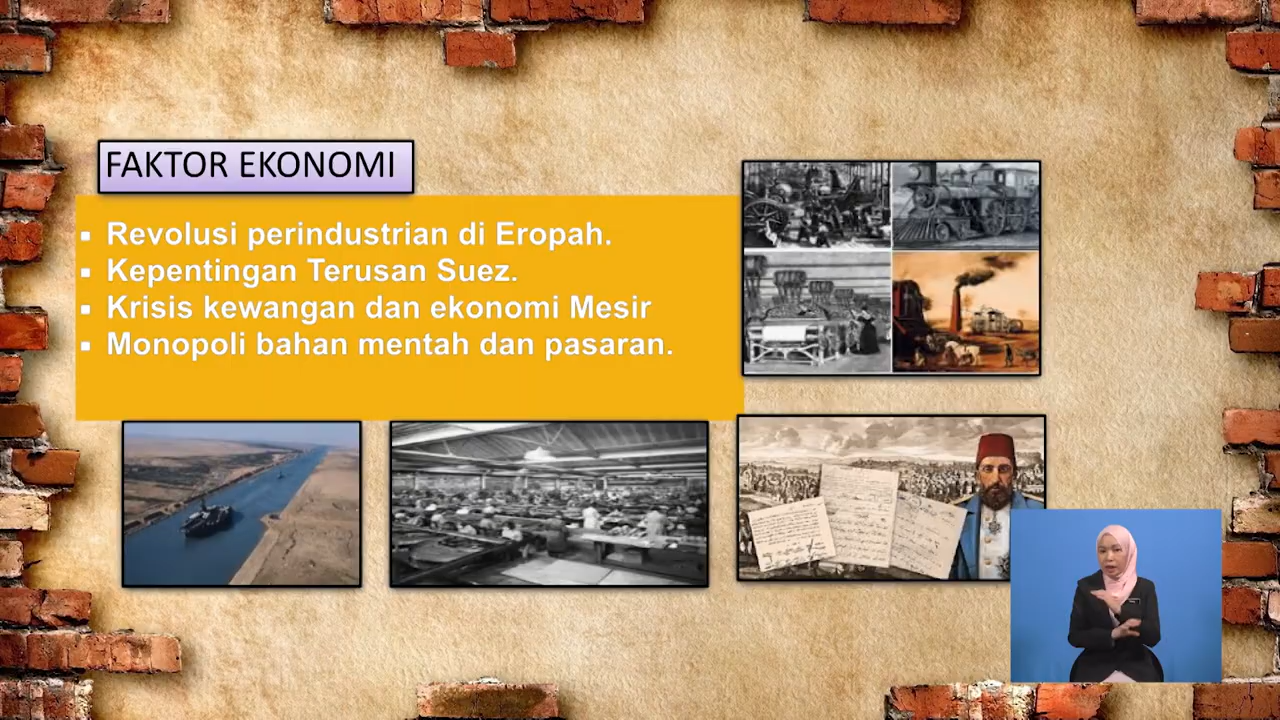 FAKTOR EKONOMI
▪ Revolusi perindustrian di Eropah.
▪ Kepentingan Terusan Suez.
▪ Krisis kewangan dan ekonomi Mesir
▪ Monopoli bahan mentah dan pasaran.